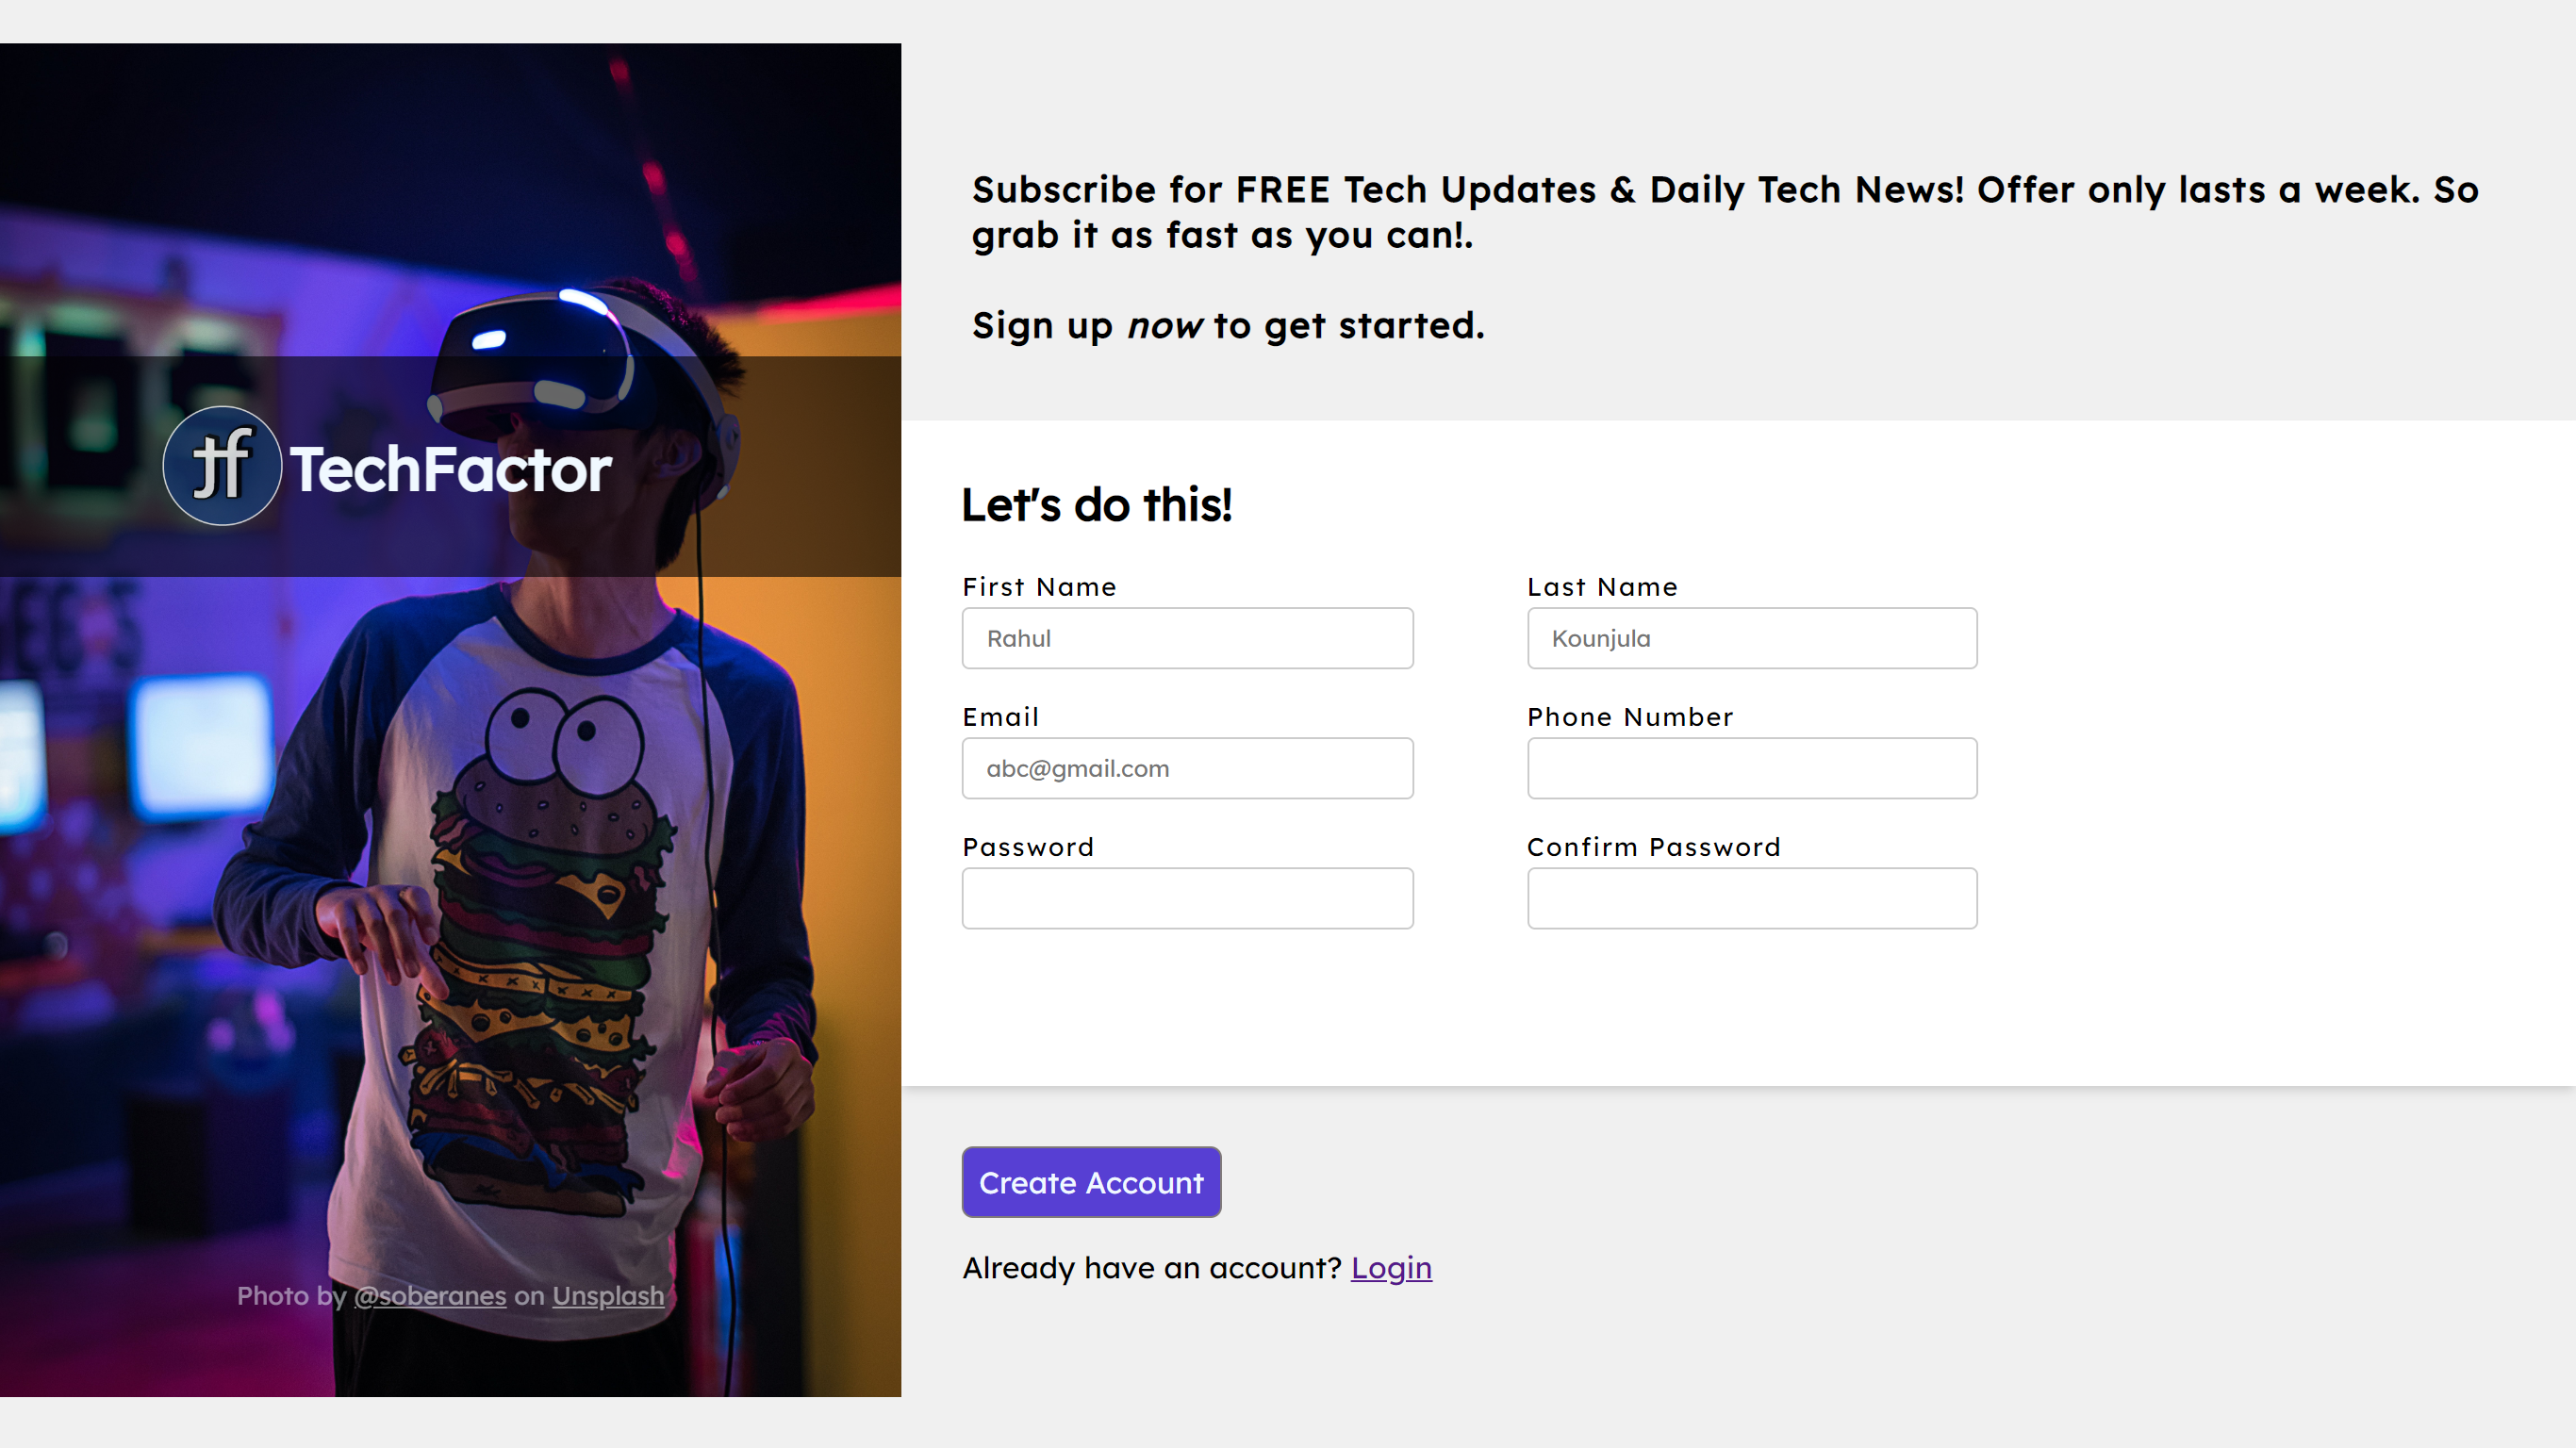 tf TechFactor
Photo by @soberanes on Unsplash
Subscribe for FREE Tech Updates & Daily Tech News! Offer only lasts a week. So
grab it as fast as you can!.
Sign up now to get started.
Let's do this!
First Name
Last Name
Rahul
Kounjula
Email
Phone Number
abc@gmail.com
Password
Confirm Password
Create Account
Already have an account? Login